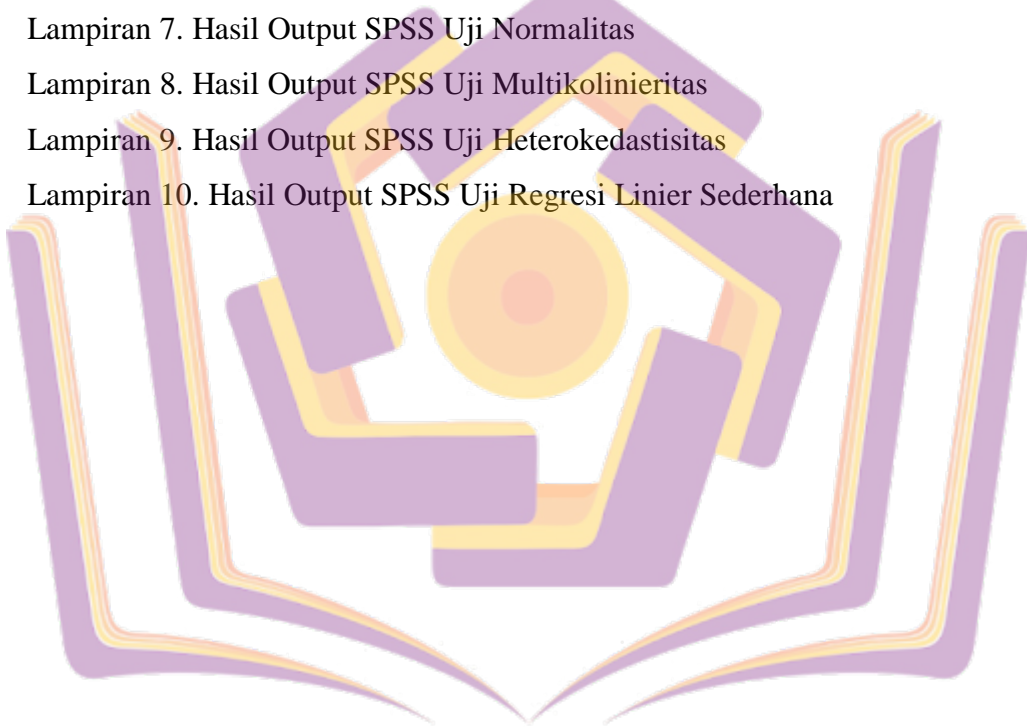 Lampiran 7. Hasil Output SPSS Uji Normalitas
Lampiran 8. Hasil Output SPSS Uji Multikolinieritas
Lampiran 9. Hasil Output SPSS Uji Heterokedastisitas
Lampiran 10. Hasil Output SPSS Uji Regresi Linier Sederhana